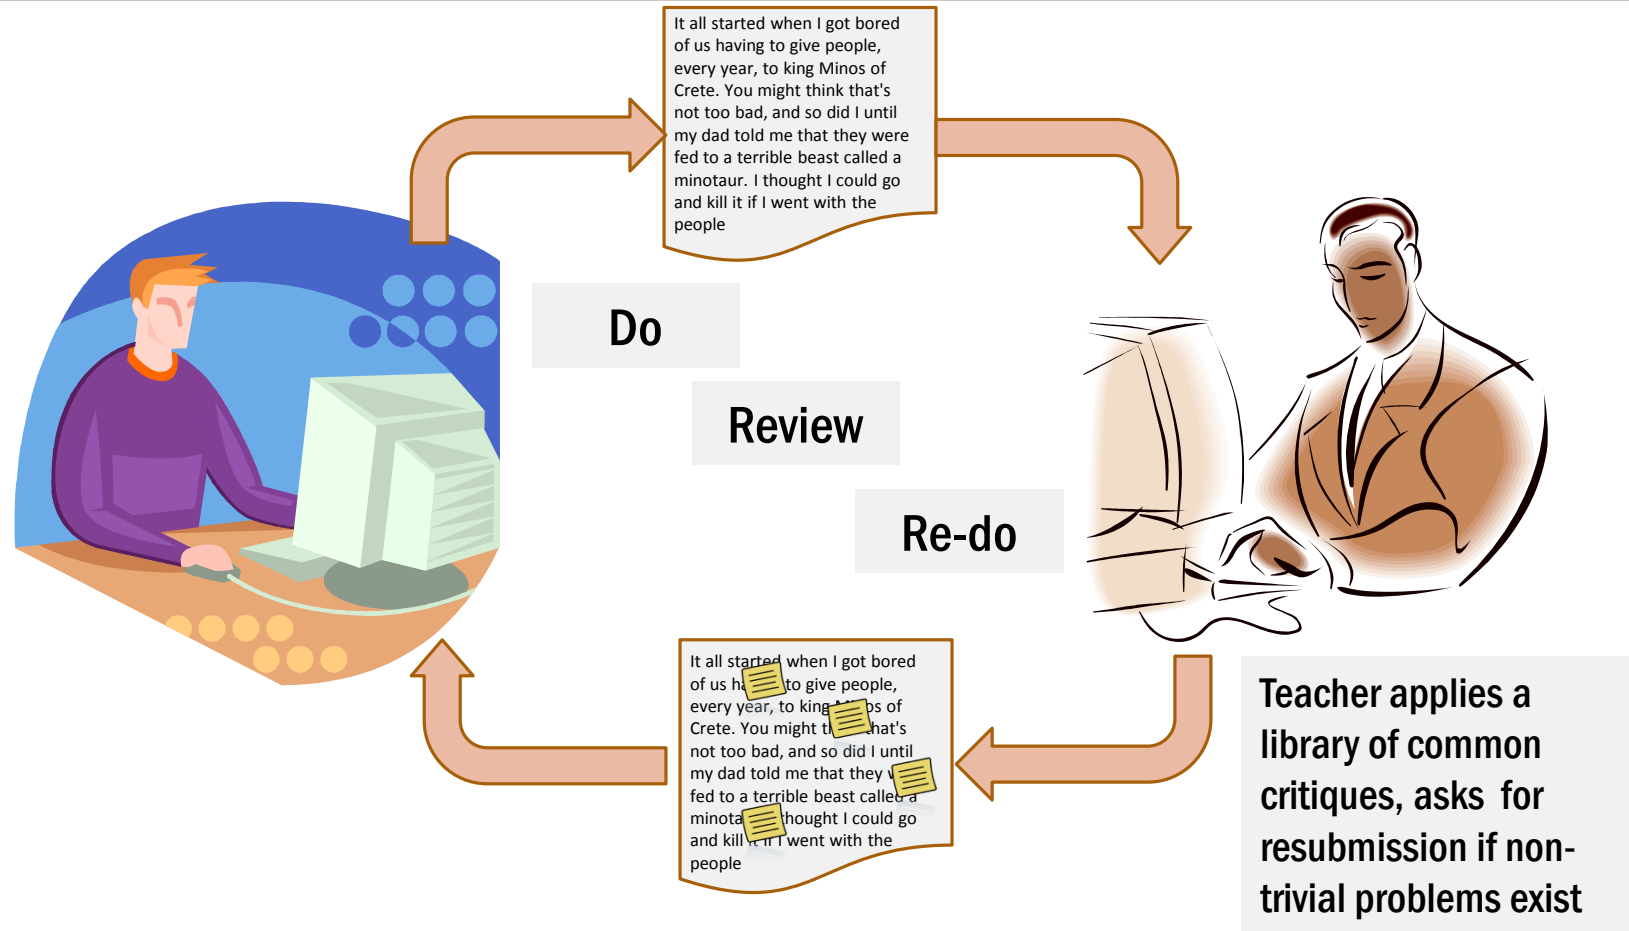 It all started when I got bored
of us having to give people,
every year, to king Minos of
Crete. You might think that's
not too bad, and so did I until
my dad told me that they were
fed to a terrible beast called a
minotaur. I thought I could go
and kill it if I went with the
people
Do
Review
Re-do
It all started when I got bored
of us to give people,
every year, to king of
Crete. You might that's
not too bad, and so did I until
my dad told me that they
fed to a terrible beast called a
thought I could go
and kill if I went with the
people
Teacher applies a
library of common
critiques, asks for
resubmission if non-
trivial problems exist